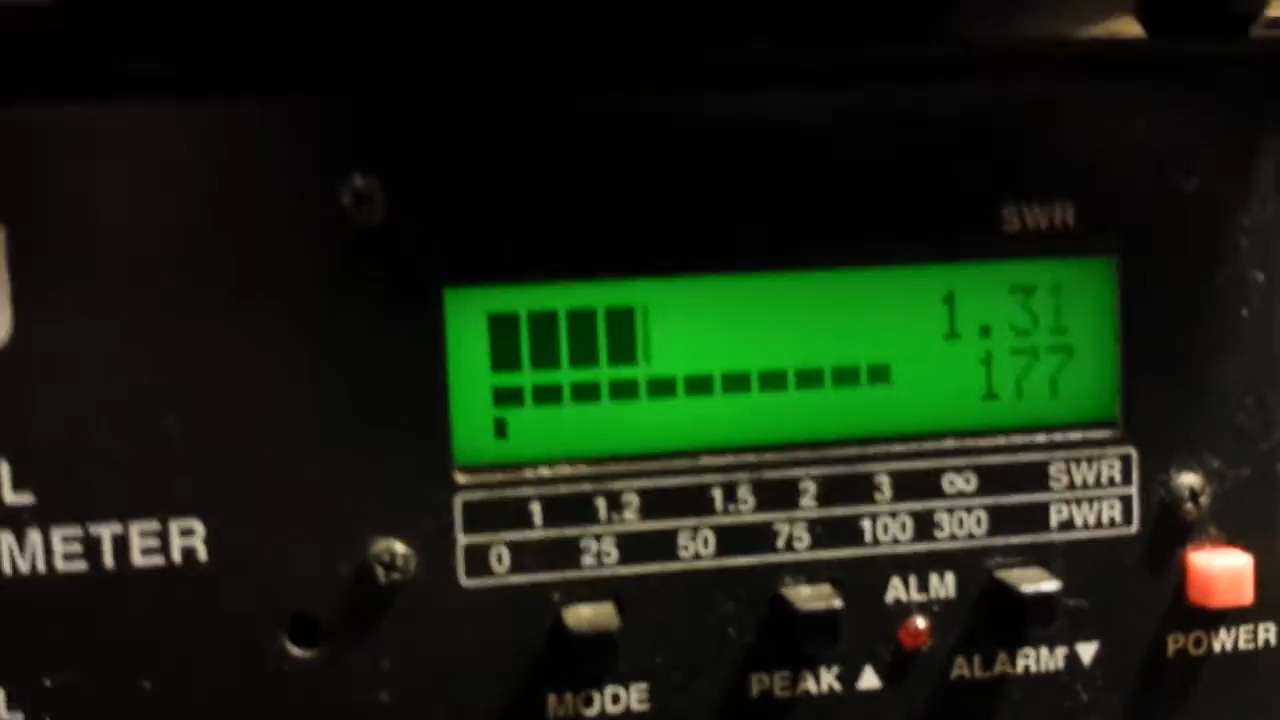 SWR
1.31
177
1 1.2 1.5 2 3 ∞ SWR
0 25 50 75 100 300 PWR
L
METER
ALM
MODE PEAK ▲ ALARM ▼ POWER
L